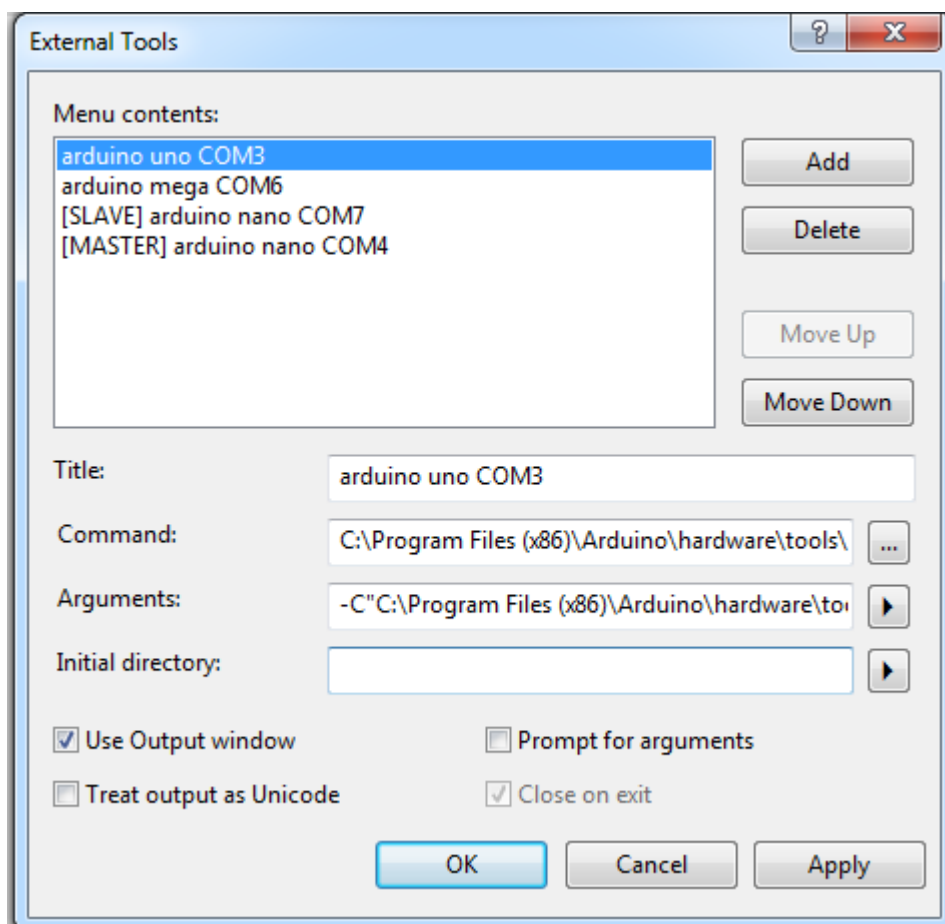 External Tools
Menu contents:
arduino uno COM3
arduino mega COM6
[SLAVE] arduino nano COM7
[MASTER] arduino nano COM4
Add
Delete
Move Up
Move Down
Title:
arduino uno COM3
Command:
C:\Program Files (x86)\Arduino\hardware\tools\
...
Arguments:
-C"C:\Program Files (x86)\Arduino\hardware\to
Initial directory:
Use Output window
Prompt for arguments
Treat output as Unicode
Close on exit
OK
Cancel
Apply